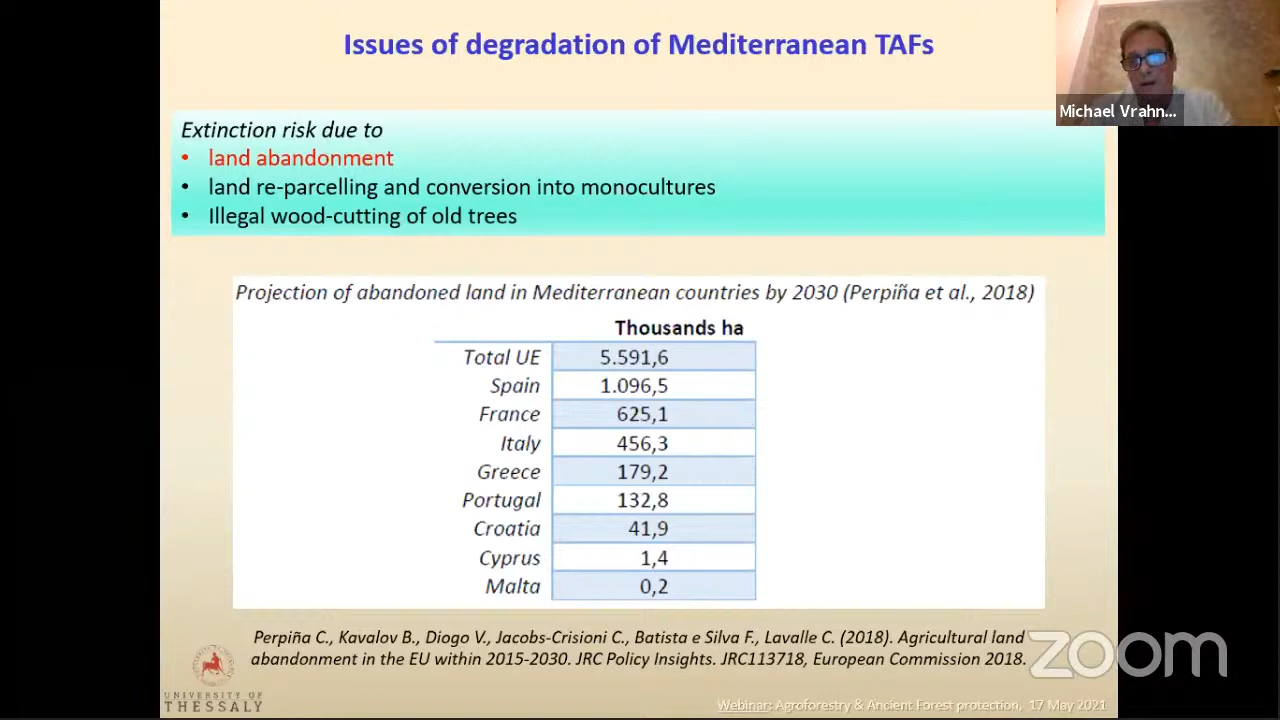 Issues of degradation of Mediterranean TAFs
Michael Vrahn...
Extinction risk due to
• land abandonment
• land re-parcelling and conversion into monocultures
• Illegal wood-cutting of old trees
Projection of abandoned land in Mediterranean countries by 2030 (Perpiña et al., 2018)
Thousands ha
Total UE 5.591,6
Spain 1.096,5
France 625,1
Italy 456,3
Greece 179,2
Portugal 132,8
Croatia 41,9
Cyprus 1,4
Malta 0,2
Perpiña C., Kavalov B., Diogo V., Jacobs-Crisioni C., Batista e Silva F., Lavalle C. (2018). Agricultural land
abandonment in the EU within 2015-2030. JRC Policy Insights. JRC113718, European Commission 2018.
zoom
UNIVERSITY OF
THESSALY
Webinar: Agroforestry & Ancient Forest protection, 17 May 2021